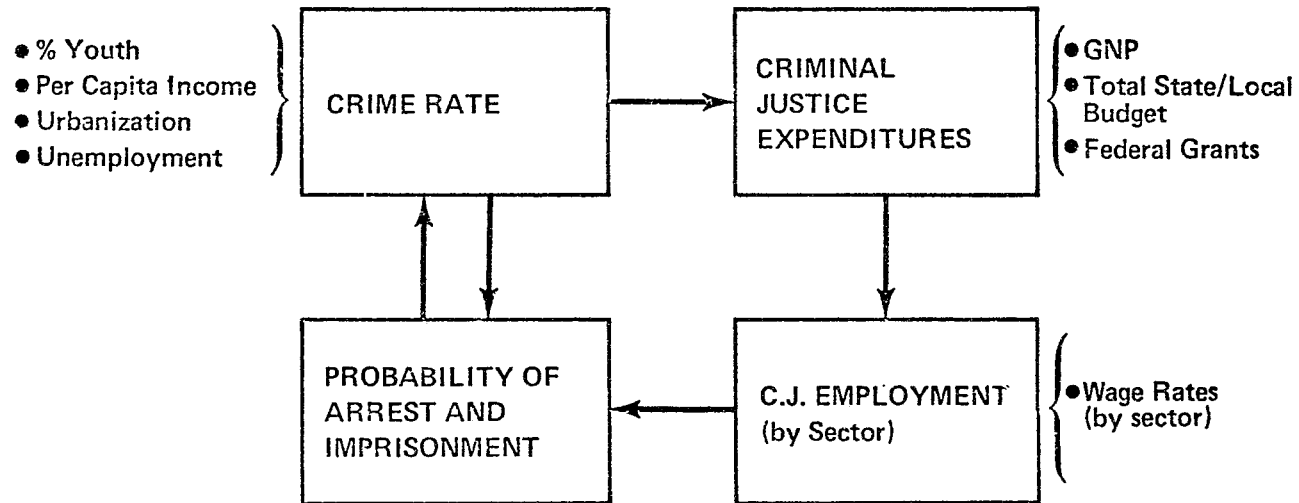 ● % Youth
● Per Capita Income
● Urbanization
● Unemployment
CRIME RATE
CRIMINAL
JUSTICE
EXPENDITURES
● GNP
● Total State/Local
Budget
● Federal Grants
PROBABILITY OF
ARREST AND
IMPRISONMENT
C.J. EMPLOYMENT
(by Sector)
● Wage Rates
(by sector)